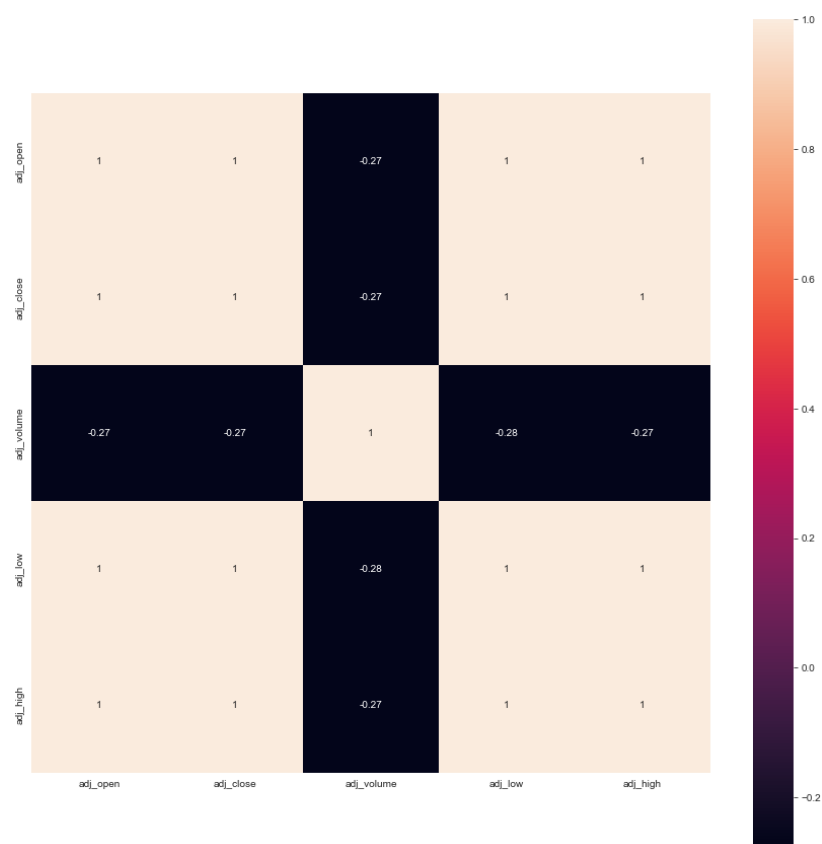 1.0
adj_open 1 1 -0.27 1 1
0.8
adj_close 1 1 -0.27 1 1
0.6
adj_volume -0.27 -0.27 1 -0.28 -0.27
0.4
0.2
adj_low 1 1 -0.28 1 1
0.0
adj_high 1 1 -0.27 1 1
adj_open adj_close adj_volume adj_low adj_high
−0.2